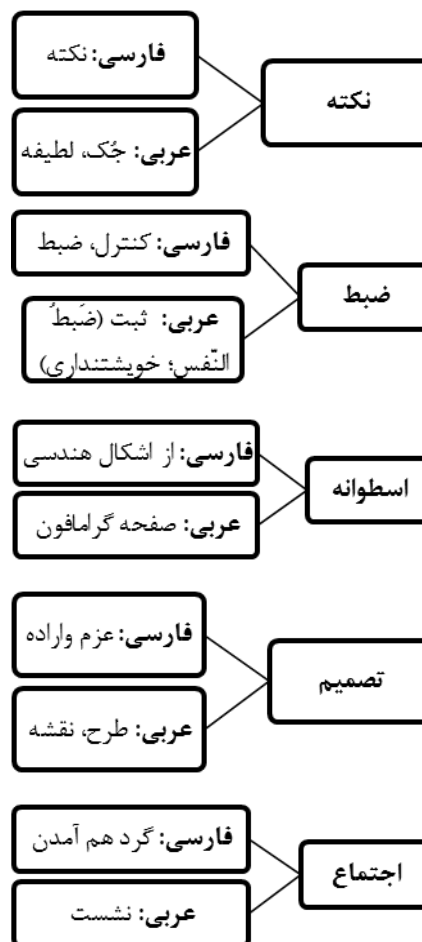 نکته
فارسی: نکته
عربی: جُک، لطیفه
ضبط
فارسی: کنترل، ضبط
عربی: ثبت (ضَبطُ
النّفس؛ خویشتنداری)
اسطوانه
فارسی: از اشکال هندسی
عربی: صفحه گرامافون
تصمیم
فارسی: عزم واراده
عربی: طرح، نقشه
اجتماع
فارسی: گرد هم آمدن
عربی: نشست